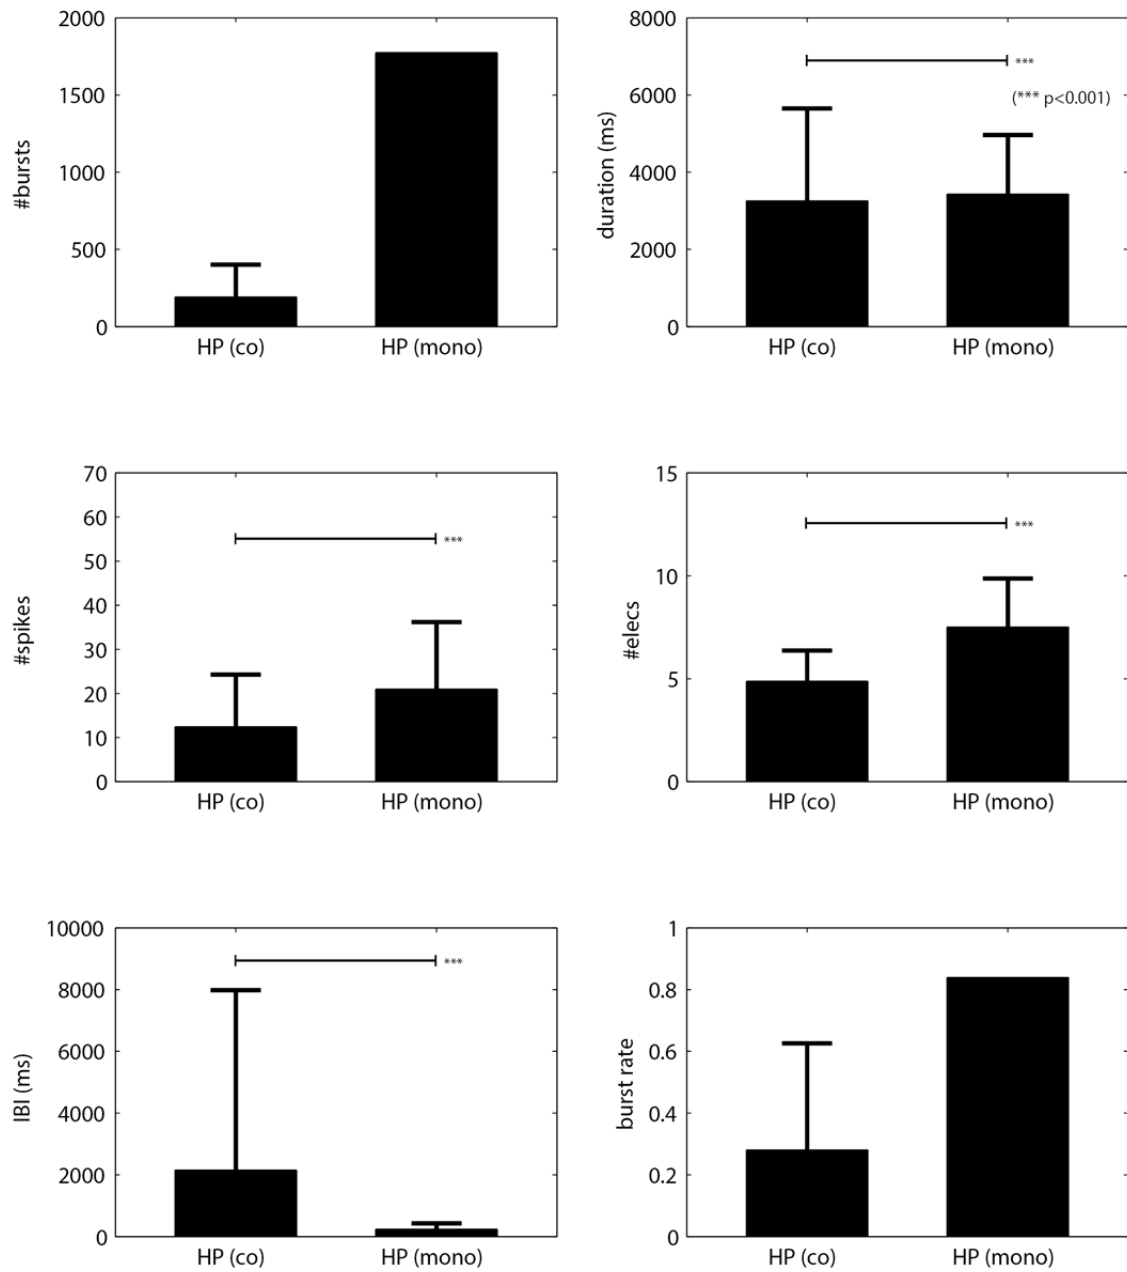 #bursts
2000
1500
1000
500
0
HP (co) HP (mono)
duration (ms)
8000
6000
4000
2000
0
***
(*** p<0.001)
HP (co) HP (mono)
#spikes
70
60
50
40
30
20
10
0
***
HP (co) HP (mono)
#elecs
15
10
5
0
***
HP (co) HP (mono)
IBI (ms)
10000
8000
6000
4000
2000
0
***
HP (co) HP (mono)
burst rate
1
0.8
0.6
0.4
0.2
0
HP (co) HP (mono)